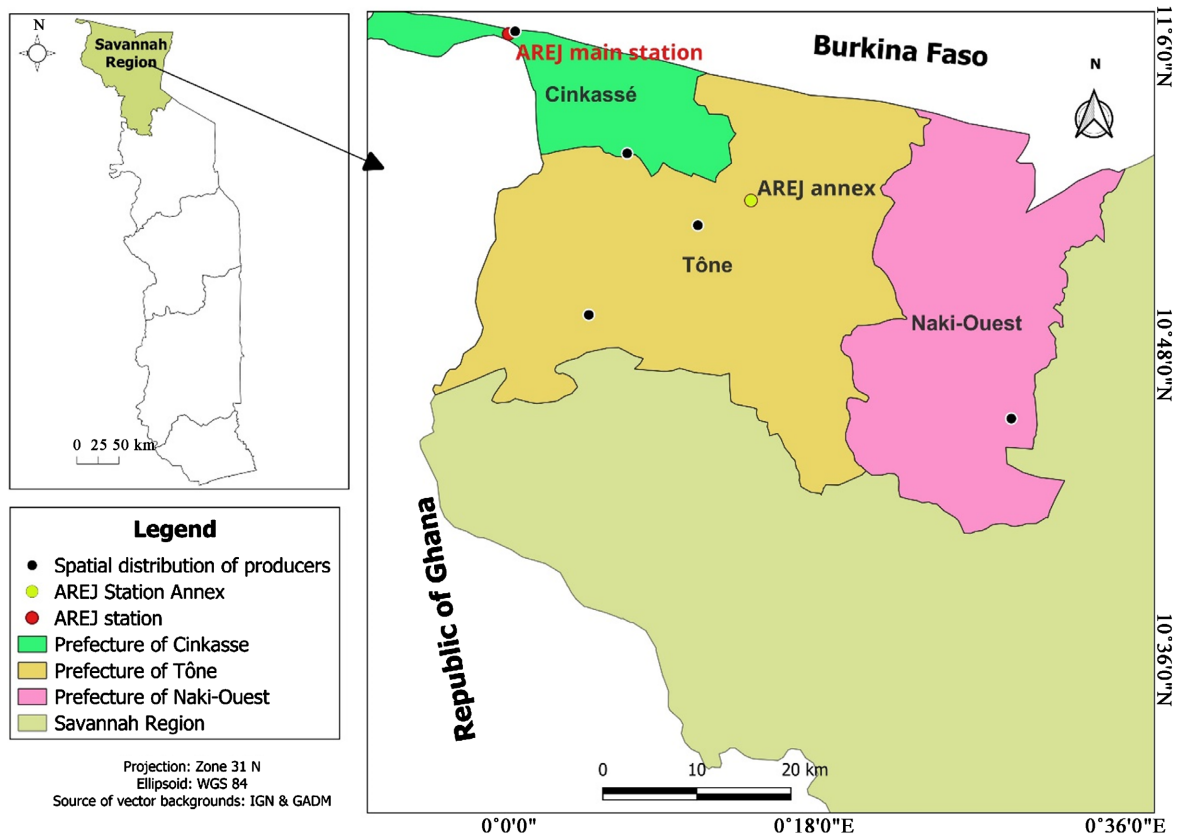 N
Savannah
Region
0 25 50 km
AREJ main station
Burkina Faso
Cinkassé
N
AREJ annex
Tône
Naki-Ouest
Republic of Ghana
0 10 20 km
11°6'0"N
10°48'0"N
10°36'0"N
0°0'0"
0°18'0"E
0°36'0"E
Legend
Spatial distribution of producers
AREJ Station Annex
AREJ station
Prefecture of Cinkasse
Prefecture of Tône
Prefecture of Naki-Ouest
Savannah Region
Projection: Zone 31 N
Ellipsoid: WGS 84
Source of vector backgrounds: IGN & GADM